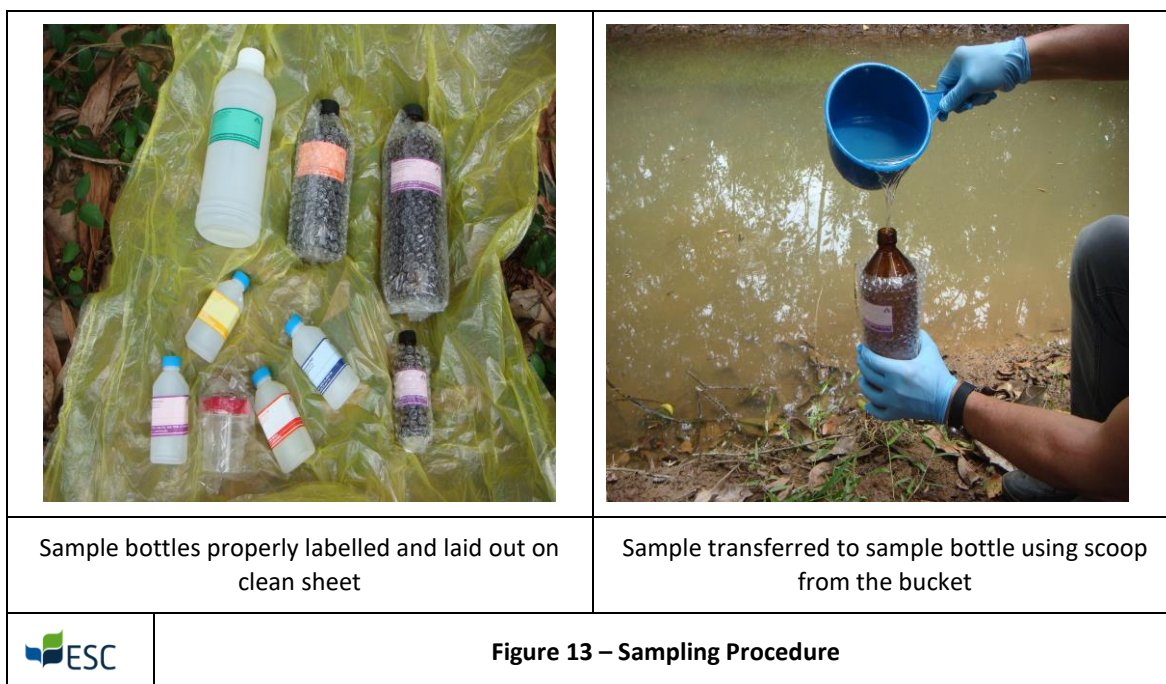 Sample bottles properly labelled and laid out on
clean sheet
Sample transferred to sample bottle using scoop
from the bucket
ESC
Figure 13 – Sampling Procedure